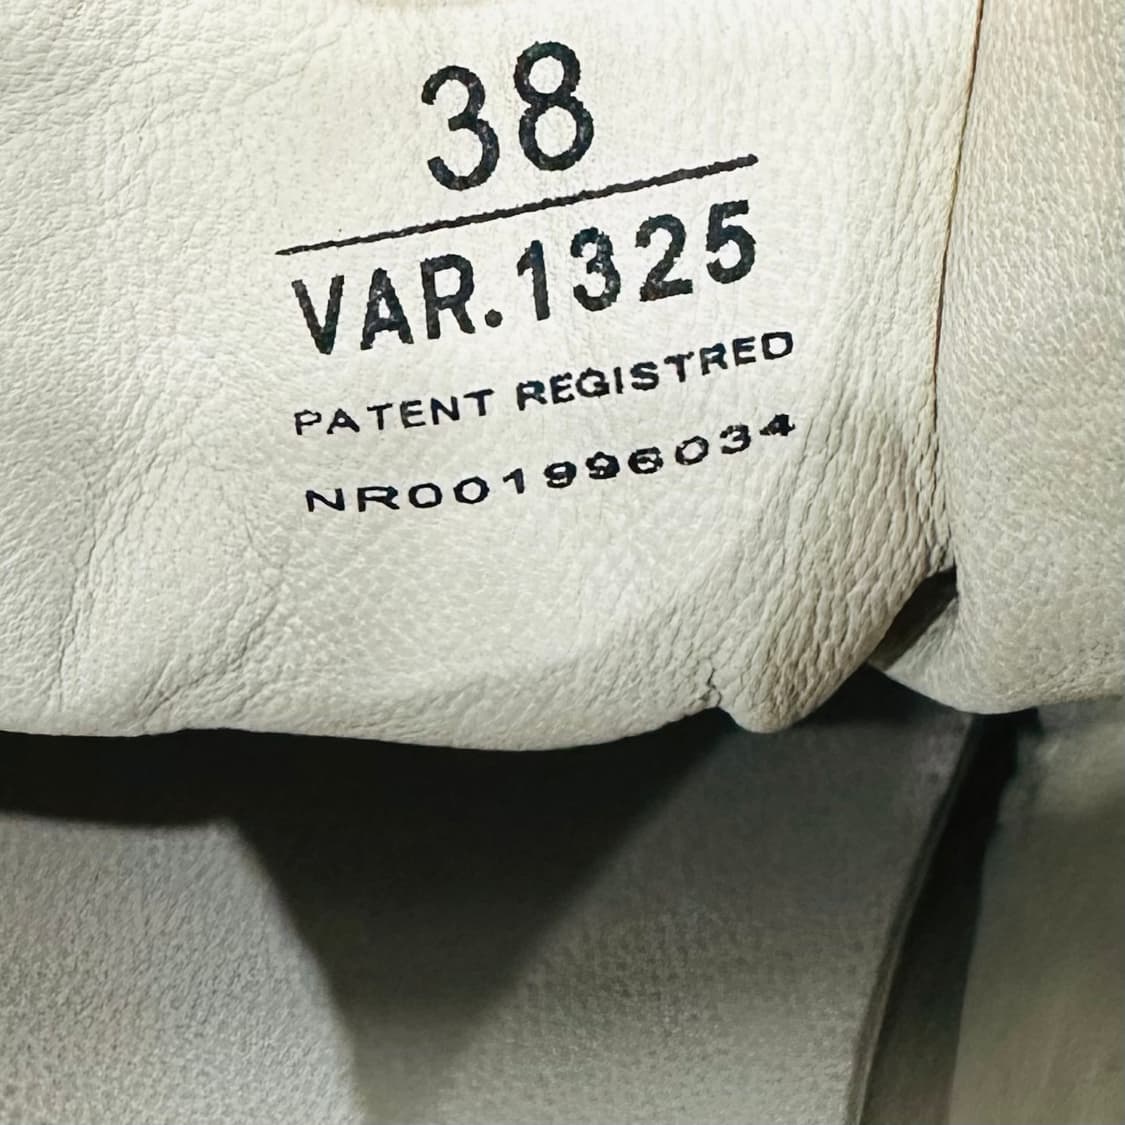 38
VAR.1325
PATENT REGISTRED
NR001996034